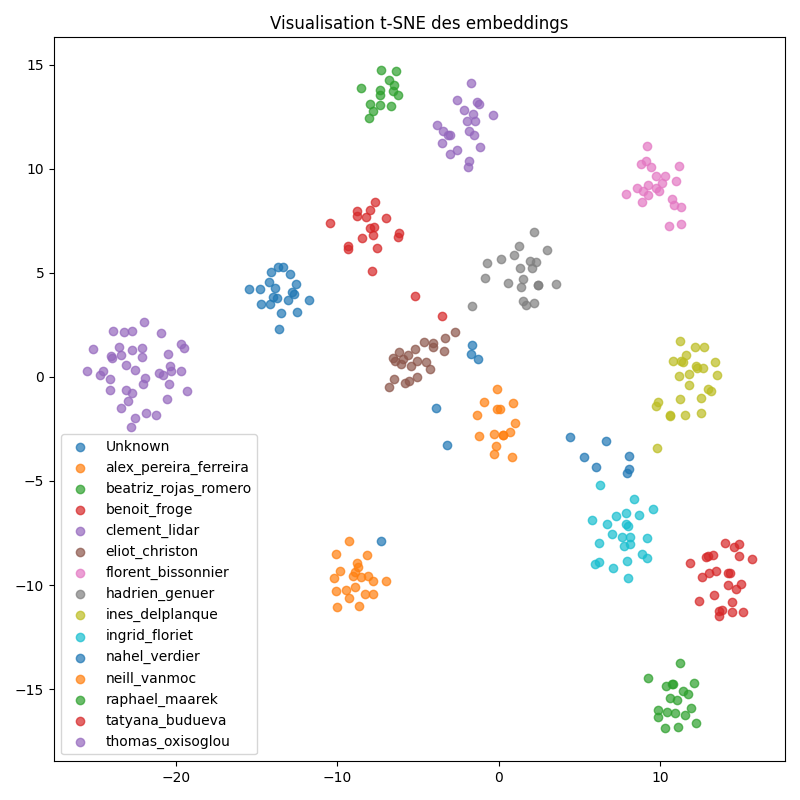 Visualisation t-SNE des embeddings
15
10
5
0
−5
−10
−15
Unknown
alex_pereira_ferreira
beatriz_rojas_romero
benoit_froge
clement_lidar
eliot_christon
florent_bissonnier
hadrien_genuer
ines_delplanque
ingrid_floriet
nahel_verdier
neill_vanmoc
raphael_maarek
tatyana_budueva
thomas_oxisoglou
−20 −10 0 10